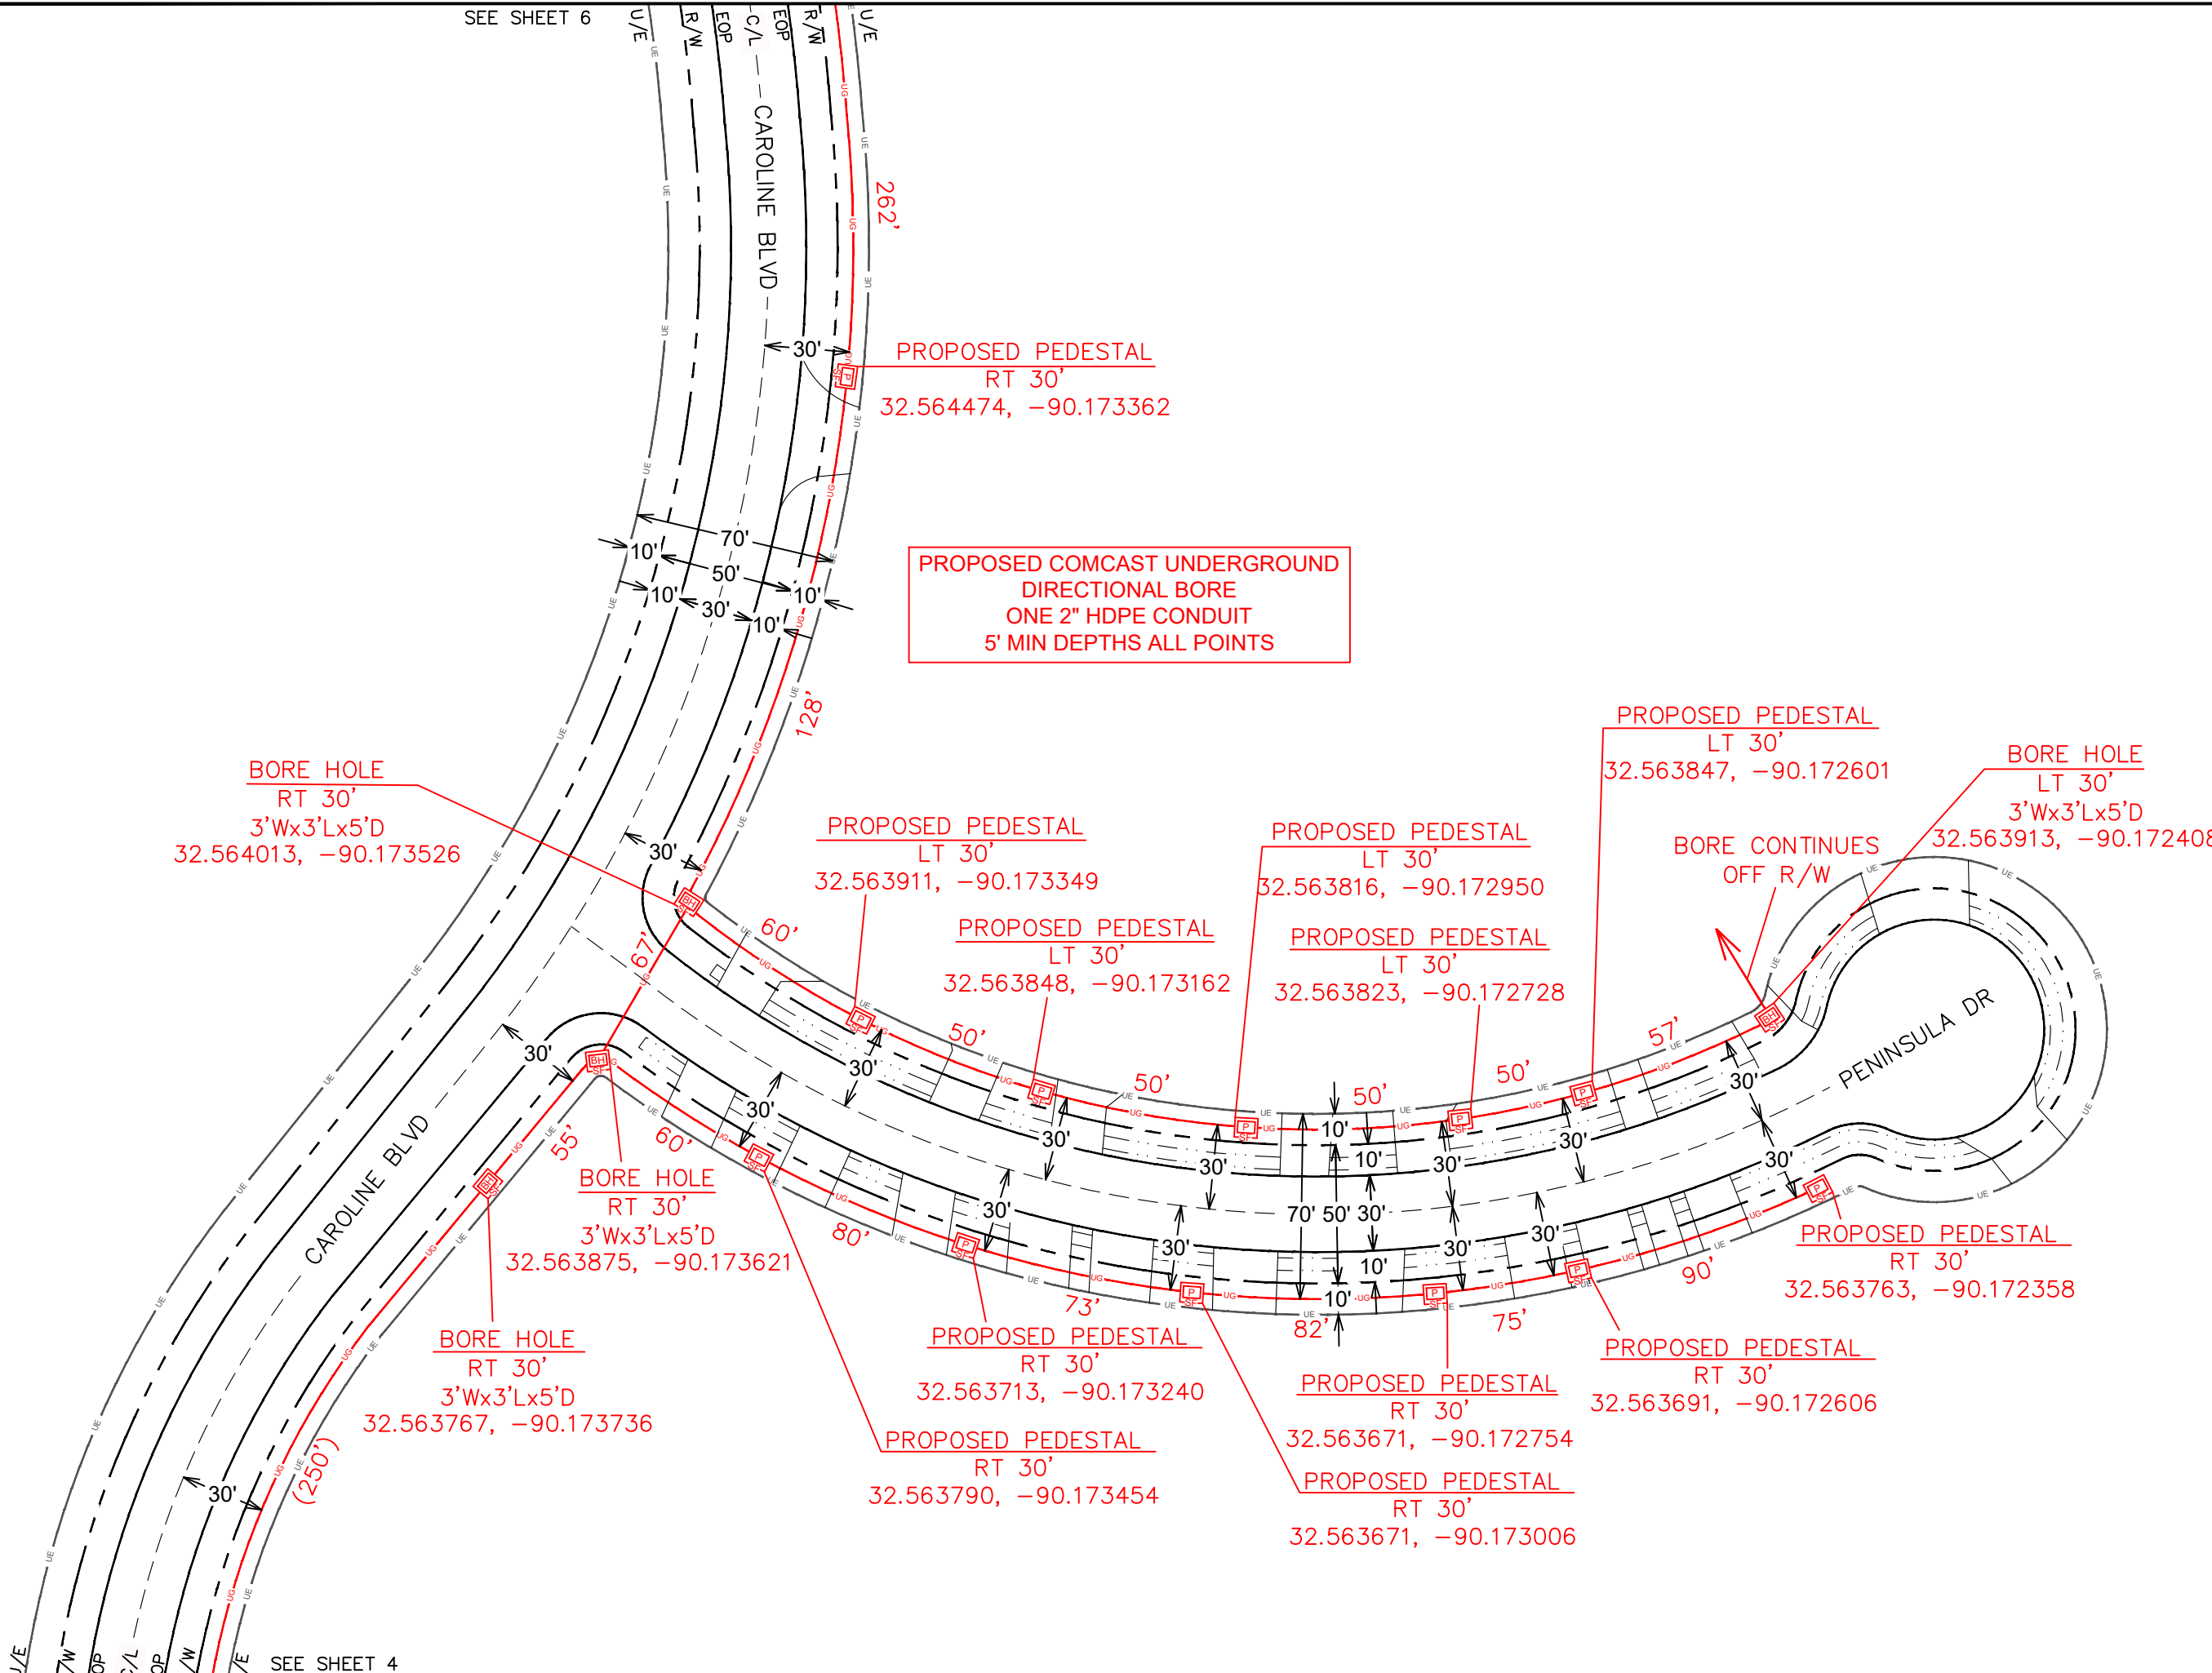 SEE SHEET 6
U/E
R/W
EOP
C/L
EOP
R/W
U/E
CAROLINE BLVD
262'
30'
PROPOSED PEDESTAL
RT 30'
32.564474, −90.173362
70'
10'
50'
10'
10'
30'
10'
PROPOSED COMCAST UNDERGROUND
DIRECTIONAL BORE
ONE 2" HDPE CONDUIT
5' MIN DEPTHS ALL POINTS
128'
BORE HOLE
RT 30'
3'Wx3'Lx5'D
32.564013, −90.173526
30'
PROPOSED PEDESTAL
LT 30'
32.563911, −90.173349
PROPOSED PEDESTAL
LT 30'
32.563848, −90.173162
PROPOSED PEDESTAL
LT 30'
32.563816, −90.172950
PROPOSED PEDESTAL
LT 30'
32.563823, −90.172728
PROPOSED PEDESTAL
LT 30'
32.563847, −90.172601
BORE HOLE
LT 30'
3'Wx3'Lx5'D
32.563913, −90.172408
BORE CONTINUES
OFF R/W
67'
60'
50'
50'
50'
50'
57'
PENINSULA DR
30'
30'
30'
30'
30'
30'
30'
30'
10'
10'
70' 50' 30'
10'
10'
30'
30'
30'
30'
30'
30'
CAROLINE BLVD
55'
60'
80'
73'
82'
75'
90'
BORE HOLE
RT 30'
3'Wx3'Lx5'D
32.563875, −90.173621
BORE HOLE
RT 30'
3'Wx3'Lx5'D
32.563767, −90.173736
PROPOSED PEDESTAL
RT 30'
32.563790, −90.173454
PROPOSED PEDESTAL
RT 30'
32.563713, −90.173240
PROPOSED PEDESTAL
RT 30'
32.563671, −90.173006
PROPOSED PEDESTAL
RT 30'
32.563671, −90.172754
PROPOSED PEDESTAL
RT 30'
32.563691, −90.172606
PROPOSED PEDESTAL
RT 30'
32.563763, −90.172358
(250')
30'
SEE SHEET 4